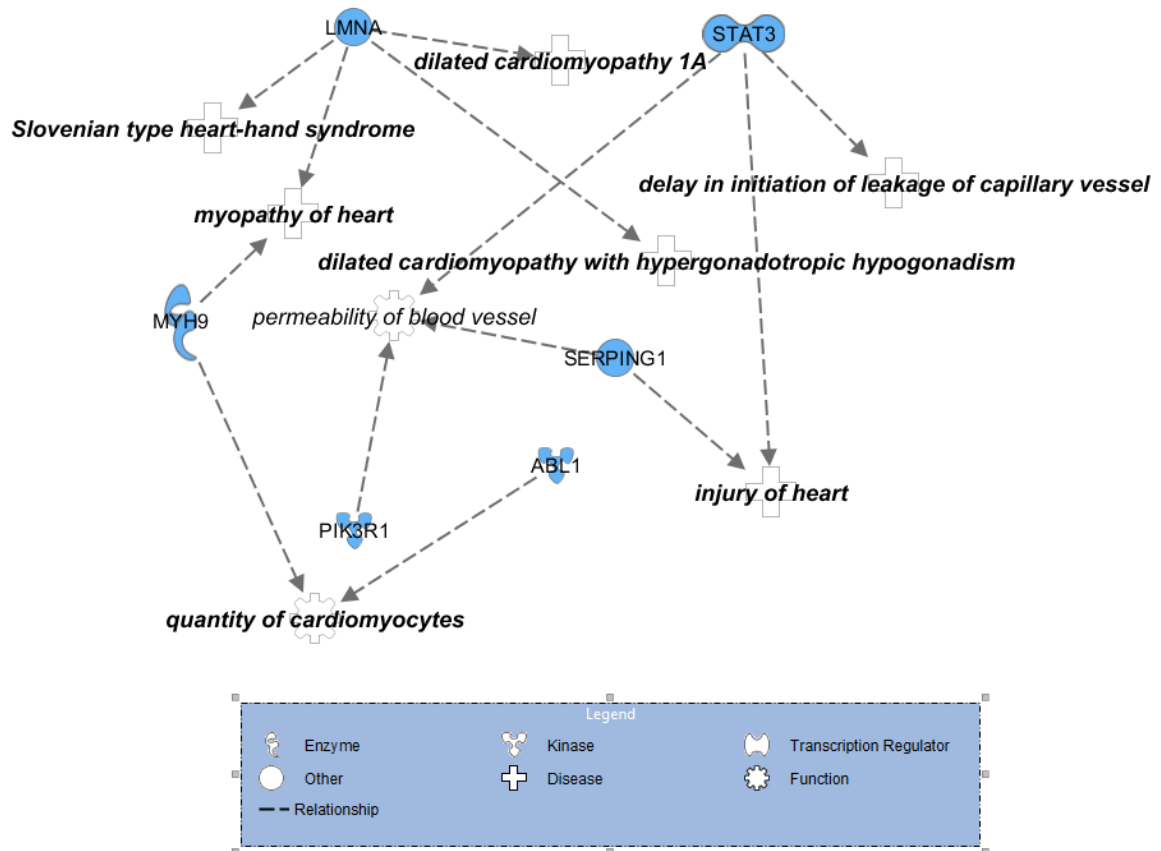 LMNA
STAT3
dilated cardiomyopathy 1A
Slovenian type heart-hand syndrome
delay in initiation of leakage of capillary vessel
myopathy of heart
dilated cardiomyopathy with hypergonadotropic hypogonadism
MYH9
permeability of blood vessel
SERPING1
ABL1
injury of heart
PIK3R1
quantity of cardiomyocytes
Legend
Enzyme
Kinase
Transcription Regulator
Other
Disease
Function
Relationship